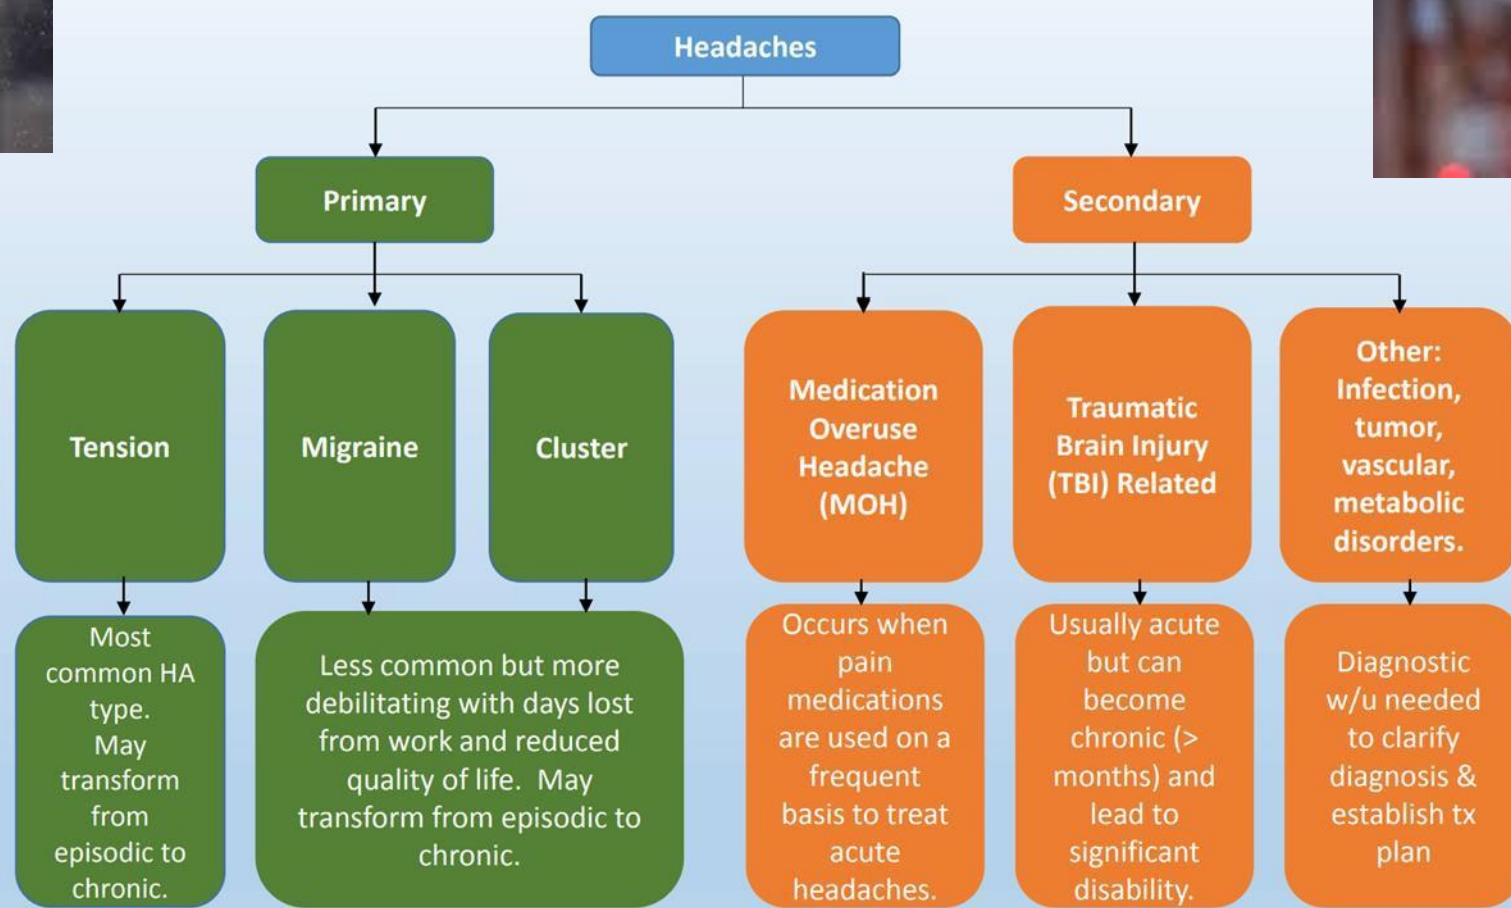 Headaches
Primary
Secondary
Tension
Migraine
Cluster
Medication
Overuse
Headache
(MOH)
Traumatic
Brain Injury
(TBI) Related
Other:
Infection,
tumor,
vascular,
metabolic
disorders.
Most
common HA
type.
May
transform
from
episodic to
chronic.
Less common but more
debilitating with days lost
from work and reduced
quality of life.  May
transform from episodic to
chronic.
Occurs when
pain
medications
are used on a
frequent
basis to treat
acute
headaches.
Usually acute
but can
become
chronic (>
months) and
lead to
significant
disability.
Diagnostic
w/u needed
to clarify
diagnosis &
establish tx
plan